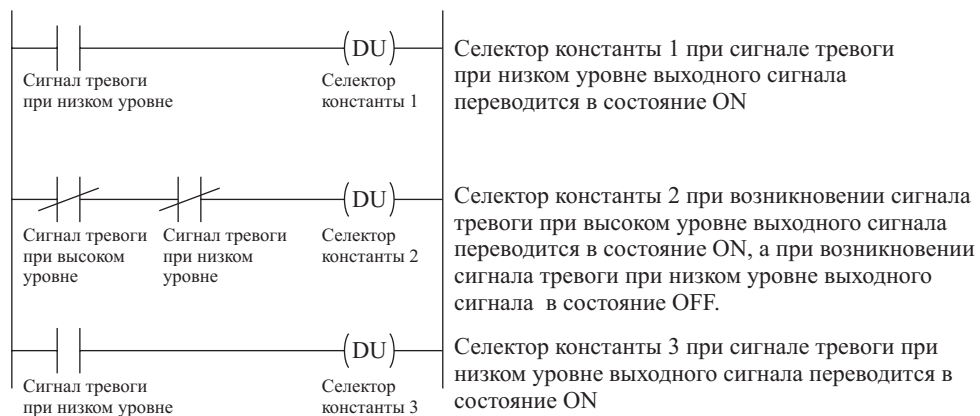 (DU)
Селектор константы 1 при сигнале тревоги
при низком уровне выходного сигнала
переводится в состояние ON
Сигнал тревоги
при низком уровне
Селектор
константы 1
(DU)
Селектор константы 2 при возникновении сигнала
тревоги при высоком уровне выходного сигнала
переводится в состояние ON, а при возникновении
сигнала тревоги при низком уровне выходного
сигнала в состояние OFF.
Сигнал тревоги
при высоком
уровне
Сигнал тревоги
при низком
уровне
Селектор
константы 2
(DU)
Селектор константы 3 при сигнале тревоги при
низком уровне выходного сигнала переводится в
состояние ON
Сигнал тревоги
при низком уровне
Селектор
константы 3